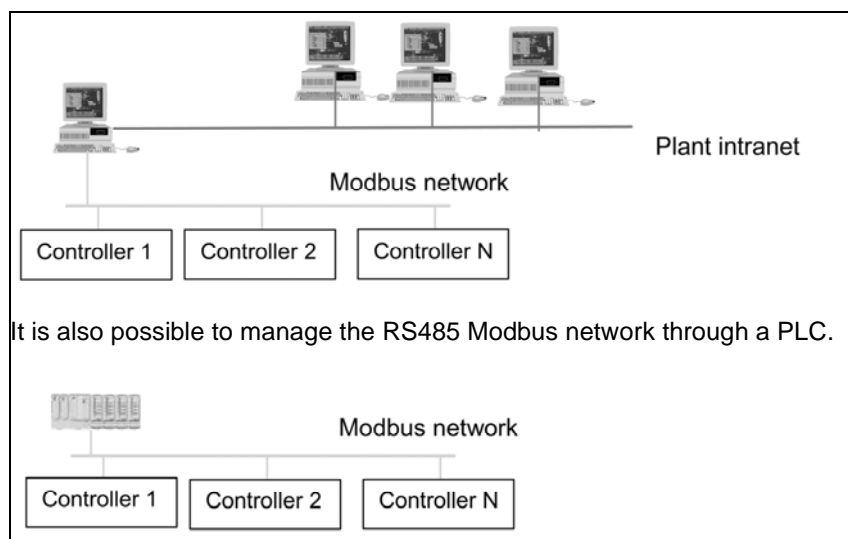 Plant intranet
Modbus network
Controller 1 Controller 2 Controller N
It is also possible to manage the RS485 Modbus network through a PLC.
Modbus network
Controller 1 Controller 2 Controller N